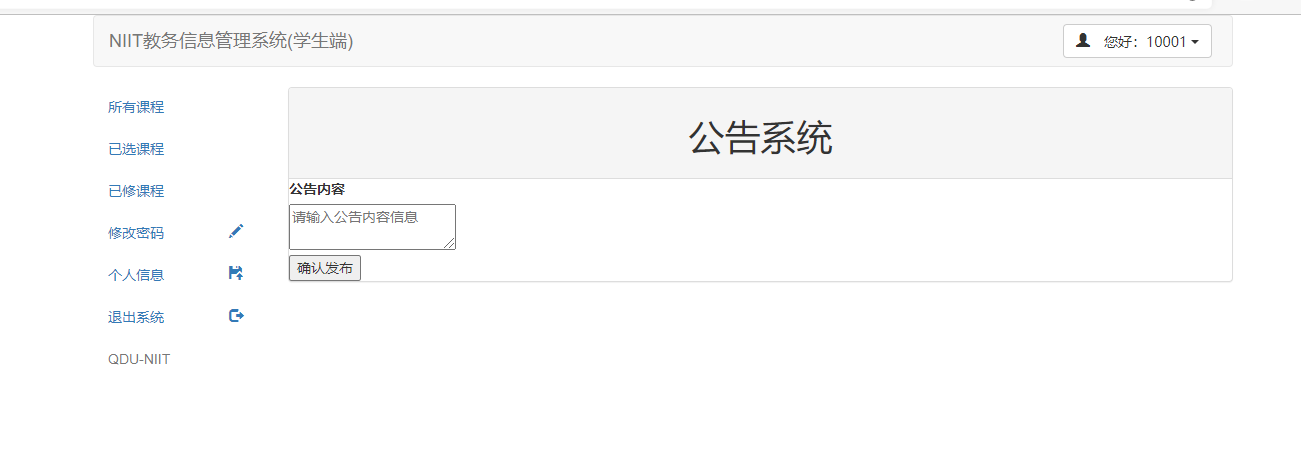 NIIT教务信息管理系统(学生端)
您好：10001
所有课程
已选课程
已修课程
修改密码
个人信息
退出系统
QDU-NIIT
公告系统
公告内容
请输入公告内容信息
确认发布